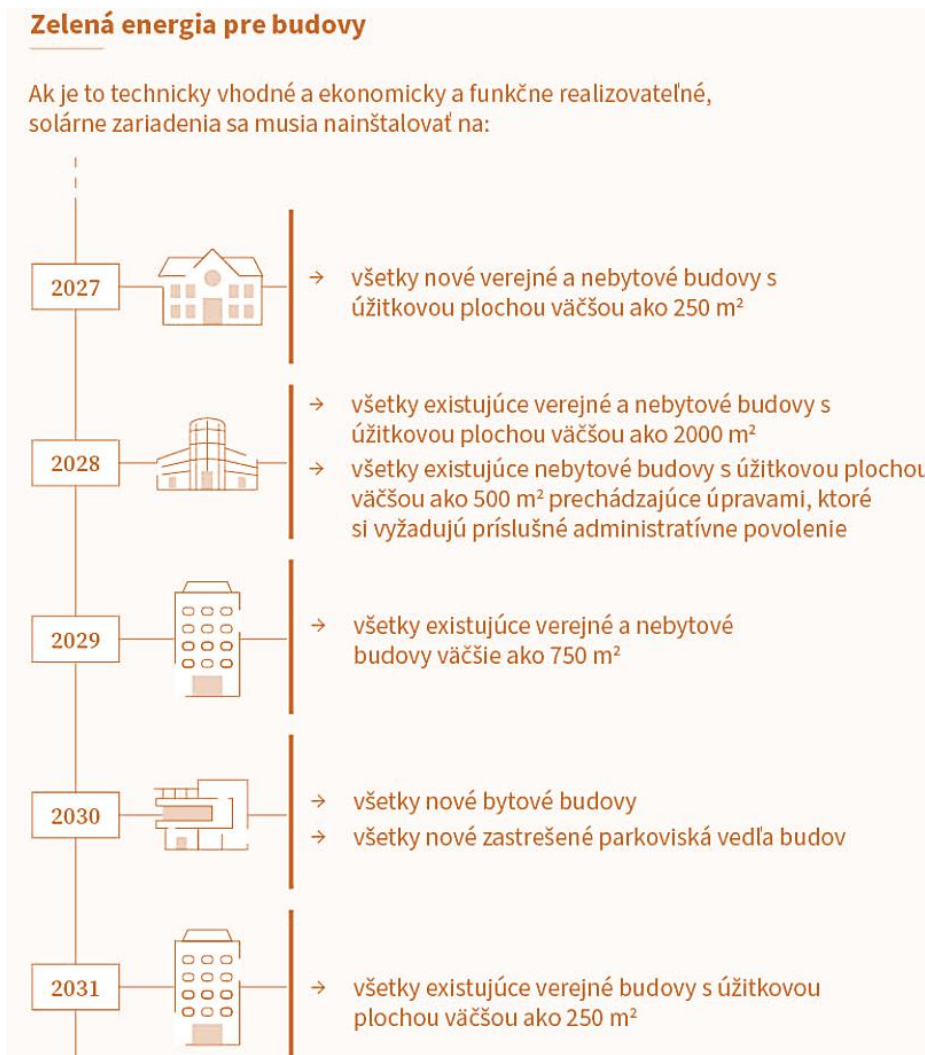 Zelená energia pre budovy
Ak je to technicky vhodné a ekonomicky a funkčne realizovateľné,
solárne zariadenia sa musia nainštalovať na:
2027
→ všetky nové verejné a nebytové budovy s
úžitkovou plochou väčšou ako 250 m²
2028
→ všetky existujúce verejné a nebytové budovy s
úžitkovou plochou väčšou ako 2000 m²
→ všetky existujúce nebytové budovy s úžitkovou plochou
väčšou ako 500 m² prechádzajúce úpravami, ktoré
si vyžadujú príslušné administratívne povolenie
2029
→ všetky existujúce verejné a nebytové
budovy väčšie ako 750 m²
2030
→ všetky nové bytové budovy
→ všetky nové zastrešené parkoviská vedľa budov
2031
→ všetky existujúce verejné budovy s úžitkovou
plochou väčšou ako 250 m²